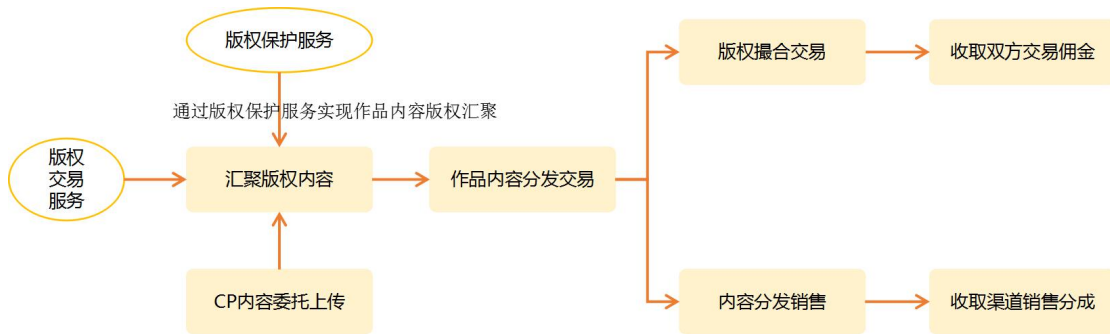 版权保护服务
版权撮合交易
收取双方交易佣金
通过版权保护服务实现作品内容版权汇聚
版权
交易
服务
汇聚版权内容
作品内容分发交易
CP内容委托上传
内容分发销售
收取渠道销售分成